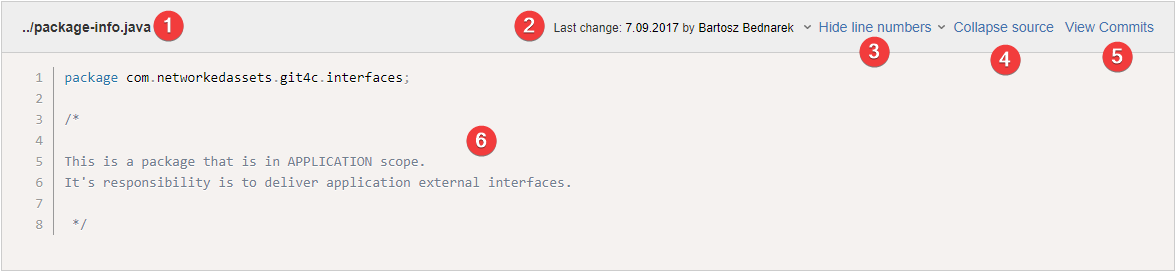 ../package-info.java 1 2 Last change: 7.09.2017 by Bartosz Bednarek Hide line numbers Collapse source View Commits
3 4 5
1 package com.networkedassets.git4c.interfaces;
2
3 /*
4
6
5 This is a package that is in APPLICATION scope.
6 It's responsibility is to deliver application external interfaces.
7
8 */